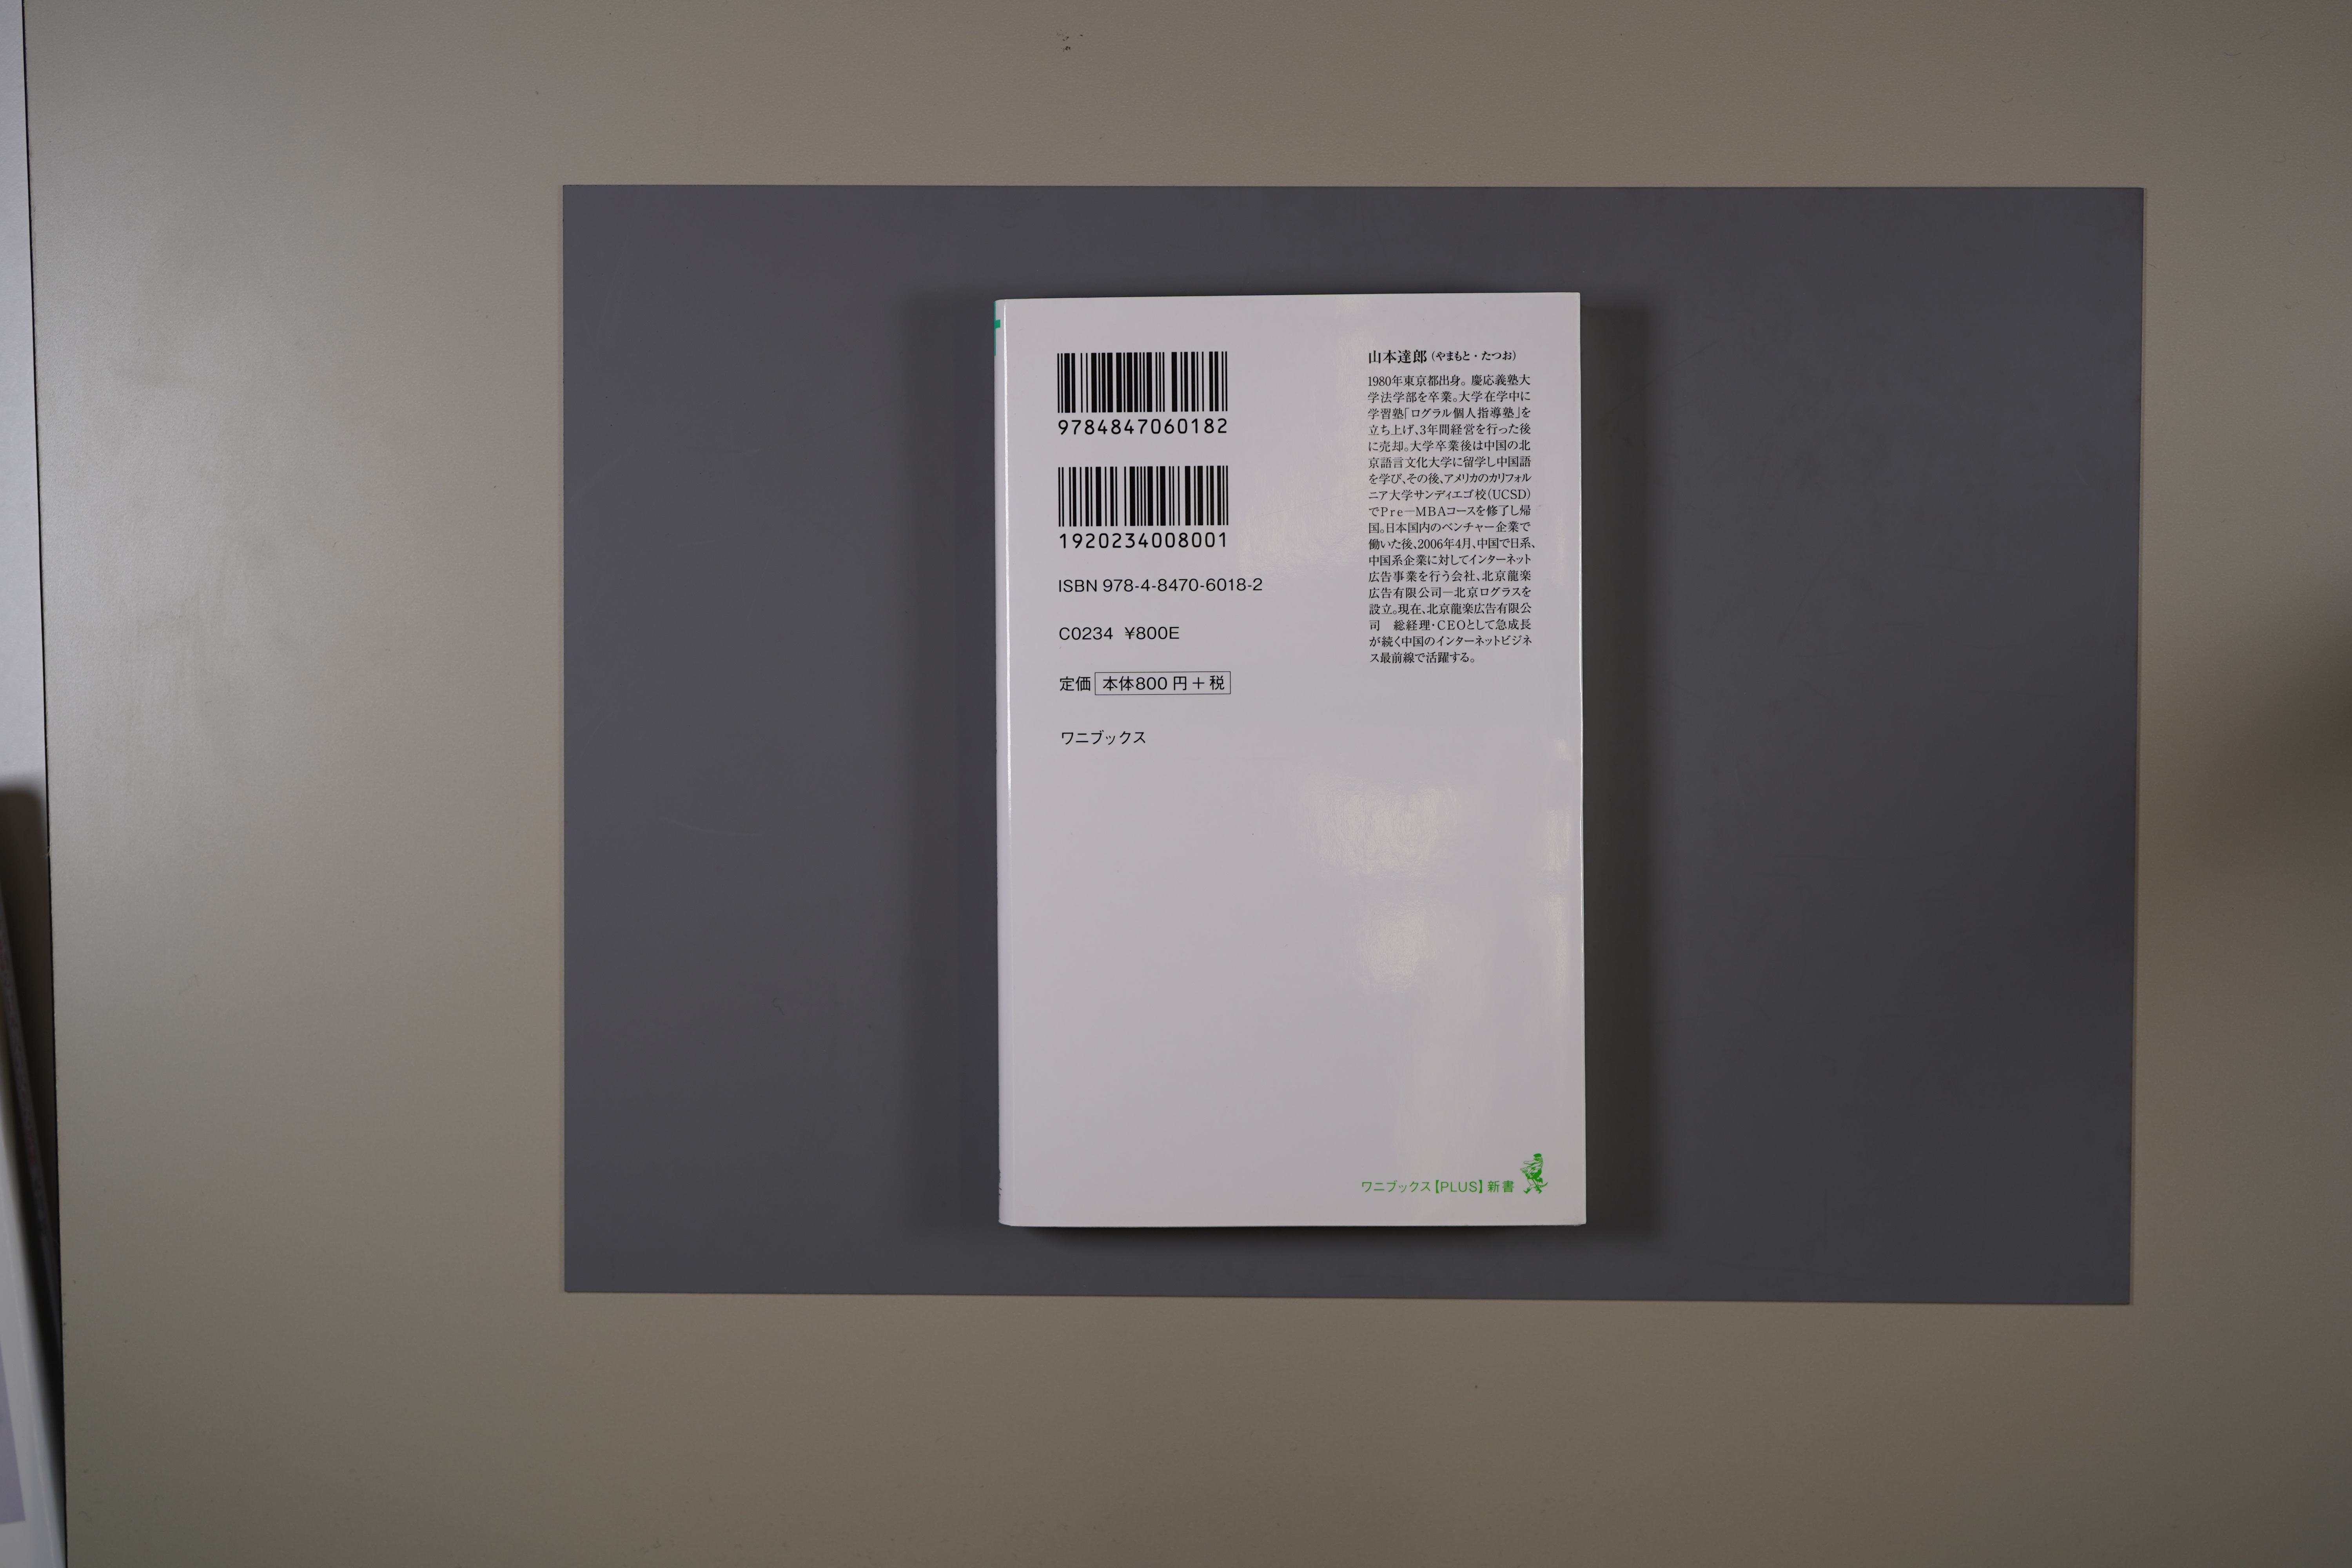 9784847060182
1920234008001
ISBN 978-4-8470-6018-2
C0234 ¥800E
定価 本体800円+税
ワニブックス
山本達郎(やまもと・たつお)
1980年東京都出身。慶応義塾大
学法学部を卒業。大学在学中に
学習塾「ログラル個人指導塾」を
立ち上げ、3年間経営を行った後
に売却。大学卒業後は中国の北
京語言文化大学に留学し中国語
を学び、その後、アメリカのカリフォル
ニア大学サンディエゴ校(UCSD)
でPre―MBAコースを修了し帰
国。日本国内のベンチャー企業で
働いた後、2006年4月、中国で日系、
中国系企業に対してインターネット
広告事業を行う会社、北京龍楽
広告有限公司―北京ログラスを
設立。現在、北京龍楽広告有限公
司　総経理・CEOとして急成長
が続く中国のインターネットビジネ
ス最前線で活躍する。
ワニブックス【PLUS】新書